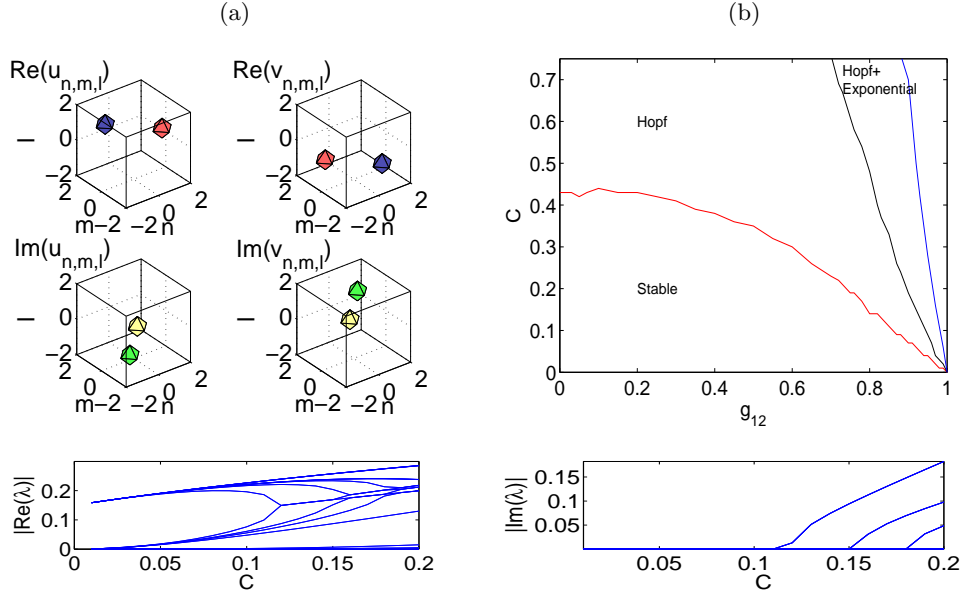 (a)
Re(u_{n,m,l})
Re(v_{n,m,l})
2
0
−2
l
2
0
m−2
−2
0
n
2
2
0
−2
l
2
0
m−2
−2
0
n
2
Im(u_{n,m,l})
Im(v_{n,m,l})
2
0
−2
l
2
0
m−2
−2
0
n
2
2
0
−2
l
2
0
m−2
−2
0
n
2
|Re(λ)|
0.2
0.1
0
0
0.05
0.1
0.15
0.2
C
(b)
0.7
0.6
0.5
0.4
0.3
0.2
0.1
0
C
Hopf
Hopf+
Exponential
Stable
0
0.2
0.4
0.6
0.8
1
g_{12}
|Im(λ)|
0.15
0.1
0.05
0.05
0.1
0.15
0.2
C